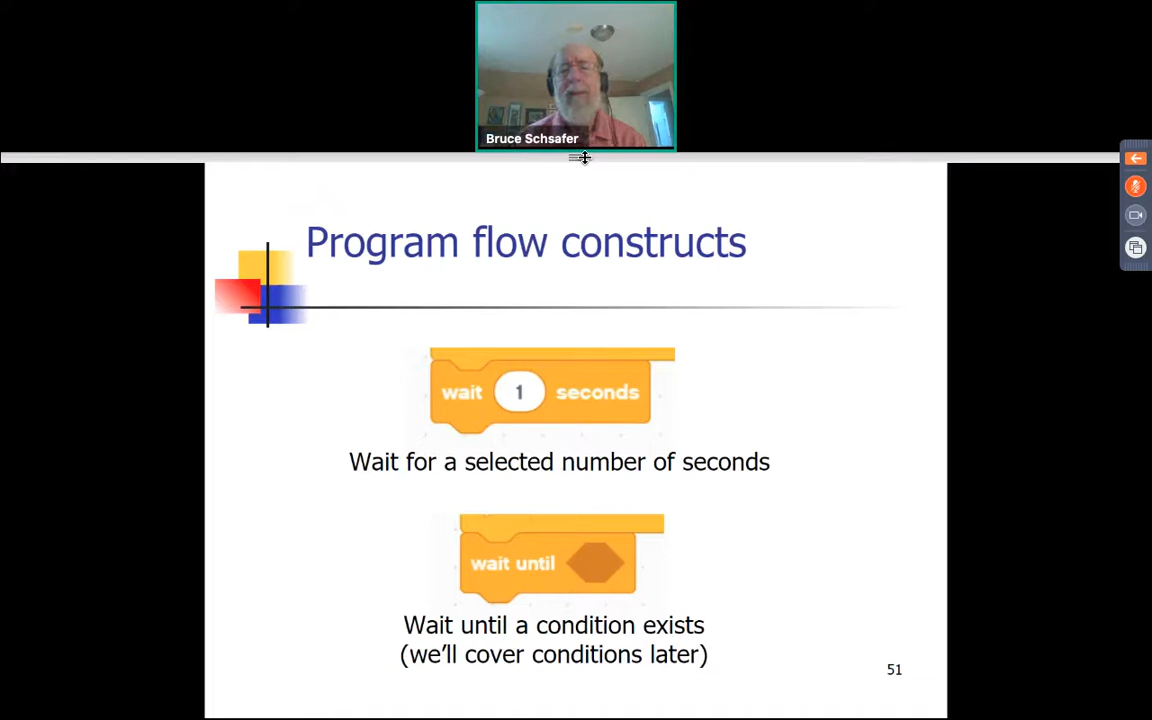 Bruce Schsafer
Program flow constructs
wait 1 seconds
Wait for a selected number of seconds
wait until
Wait until a condition exists
(we'll cover conditions later)
51